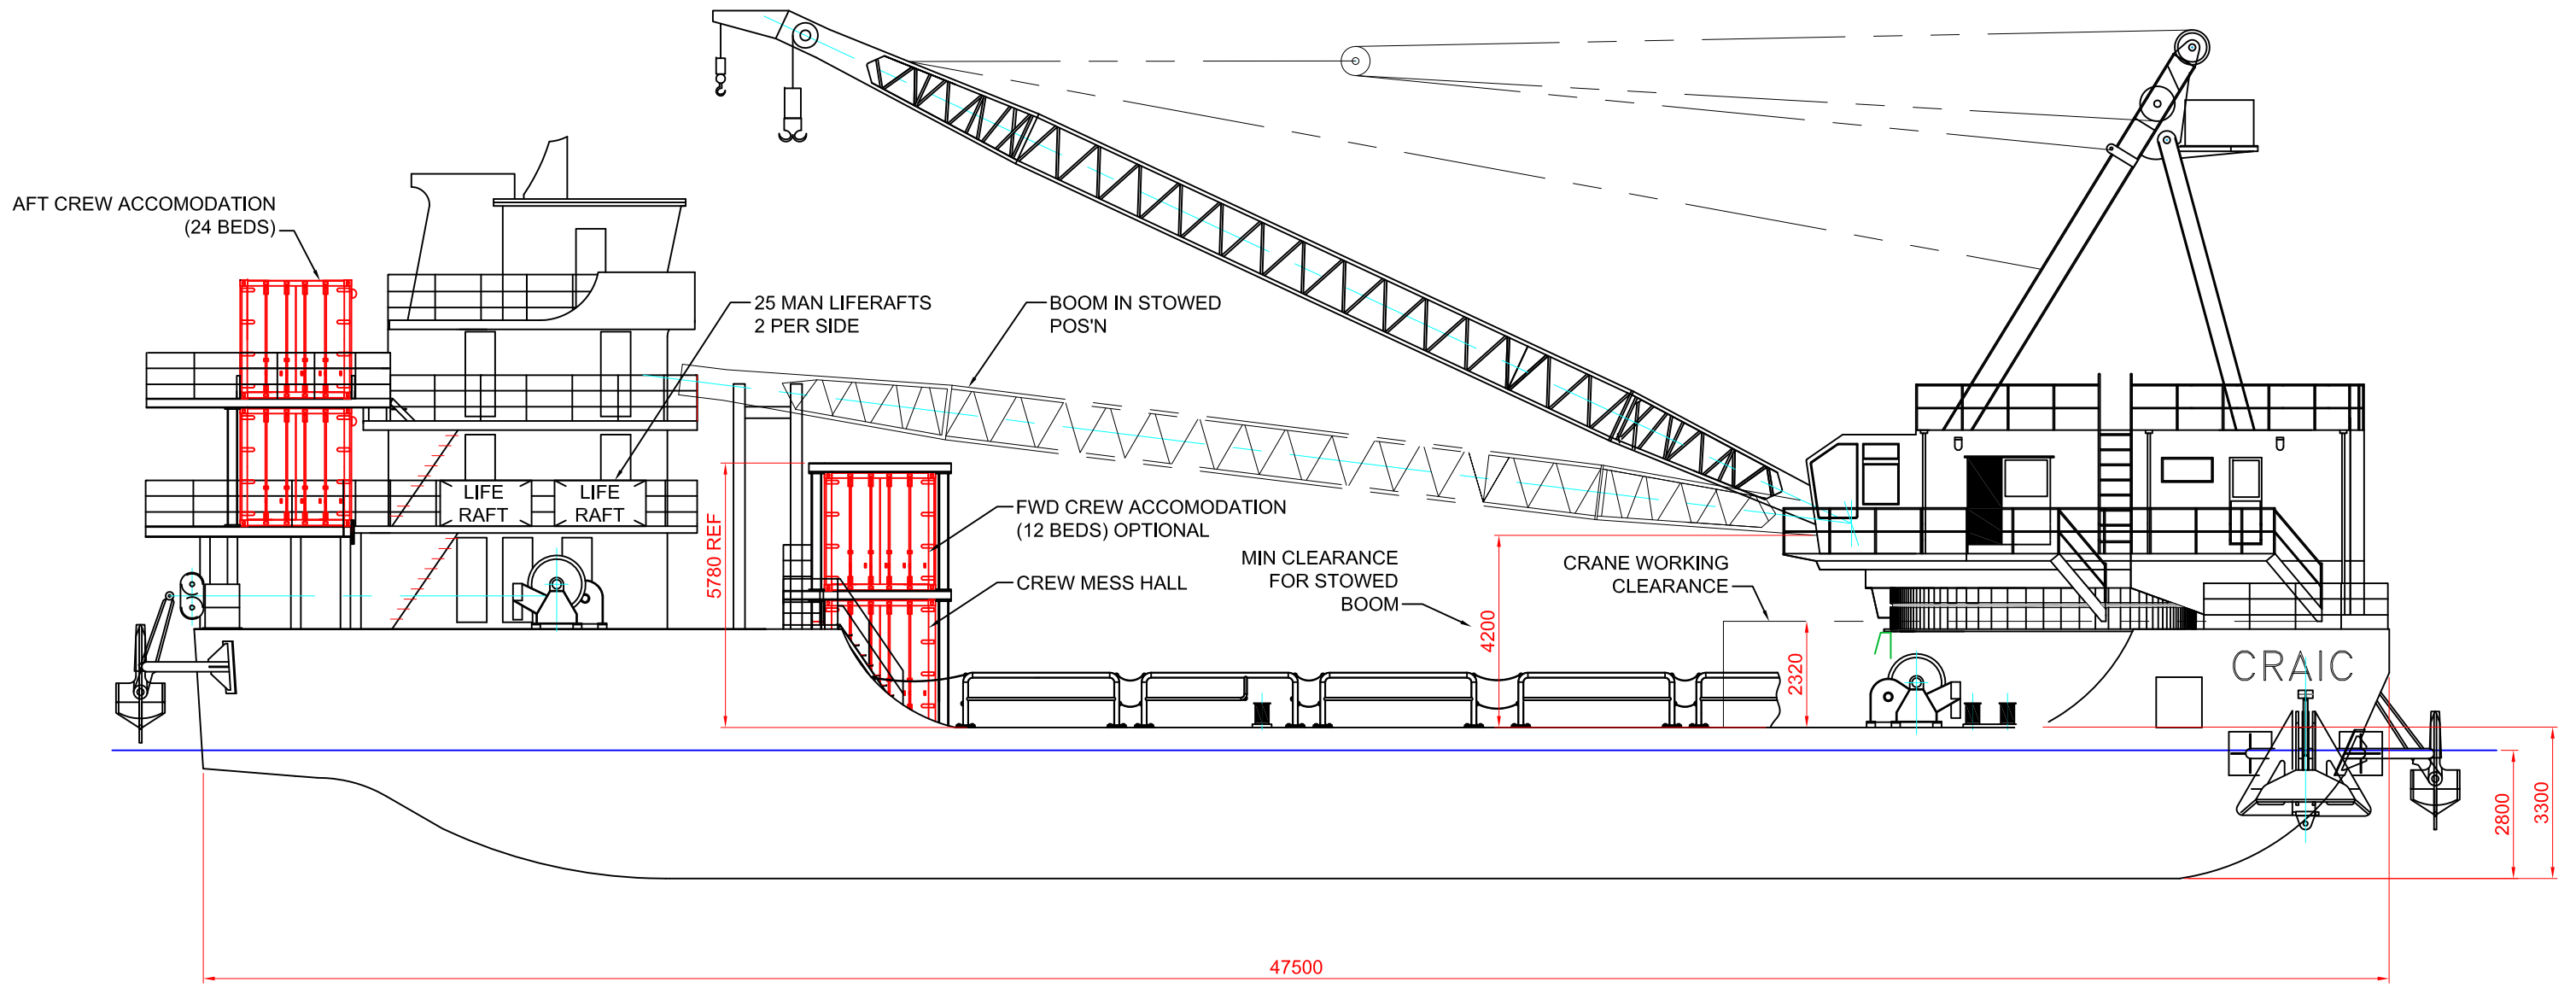 AFT CREW ACCOMODATION
(24 BEDS)
25 MAN LIFERAFTS
2 PER SIDE
BOOM IN STOWED
POS'N
LIFE
RAFT
LIFE
RAFT
5780 REF
FWD CREW ACCOMODATION
(12 BEDS) OPTIONAL
CREW MESS HALL
MIN CLEARANCE
FOR STOWED
BOOM
4200
CRANE WORKING
CLEARANCE
2320
CRAIC
2800
3300
47500